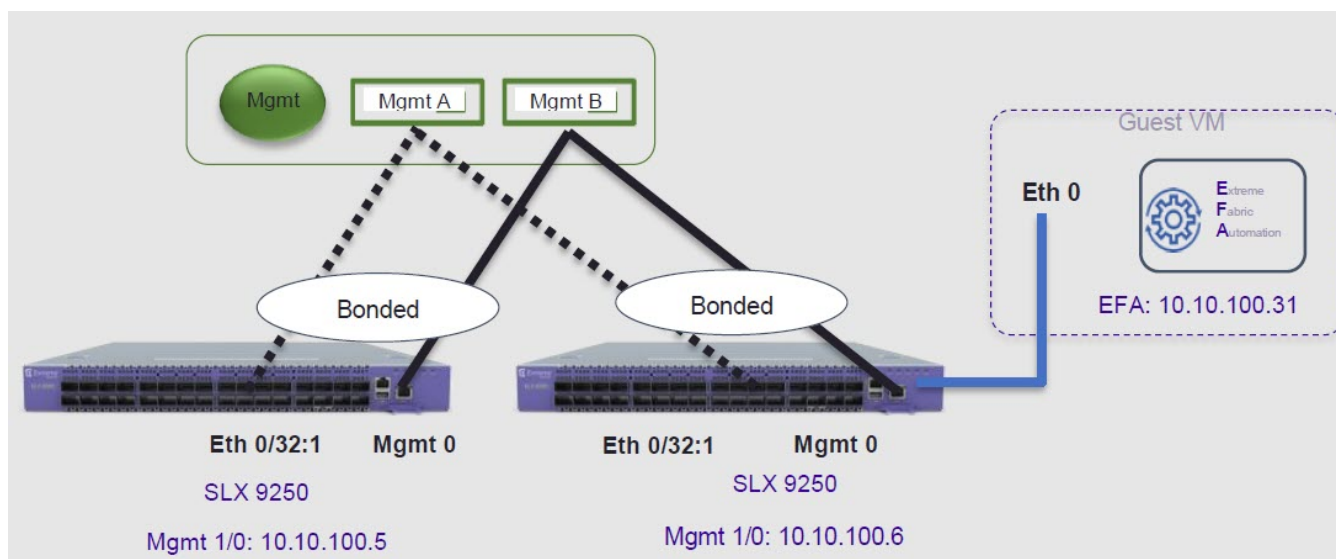 Mgmt
Mgmt A
Mgmt B
Guest VM
Eth 0
Extreme
Fabric
Automation
EFA: 10.10.100.31
Bonded
Bonded
Eth 0/32:1
Mgmt 0
Eth 0/32:1
Mgmt 0
SLX 9250
SLX 9250
Mgmt 1/0: 10.10.100.5
Mgmt 1/0: 10.10.100.6